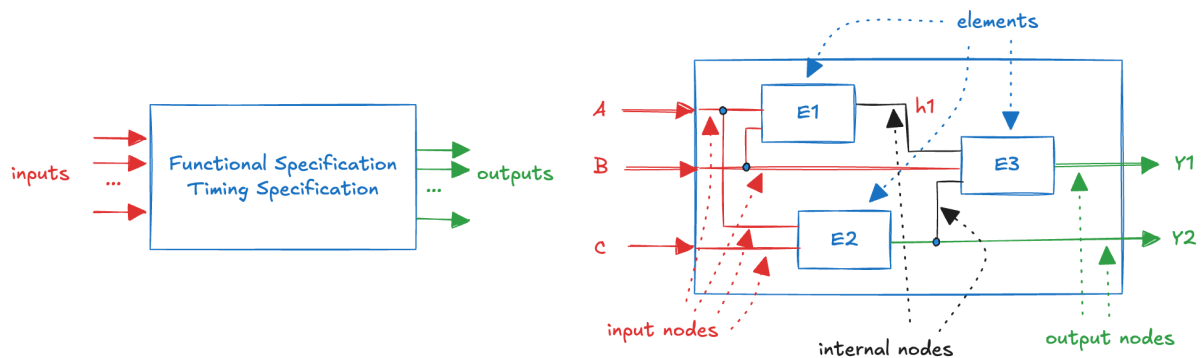 elements
inputs
Functional Specification
Timing Specification
...
...
outputs
A
B
C
E1
h1
E3
E2
Y1
Y2
input nodes
internal nodes
output nodes